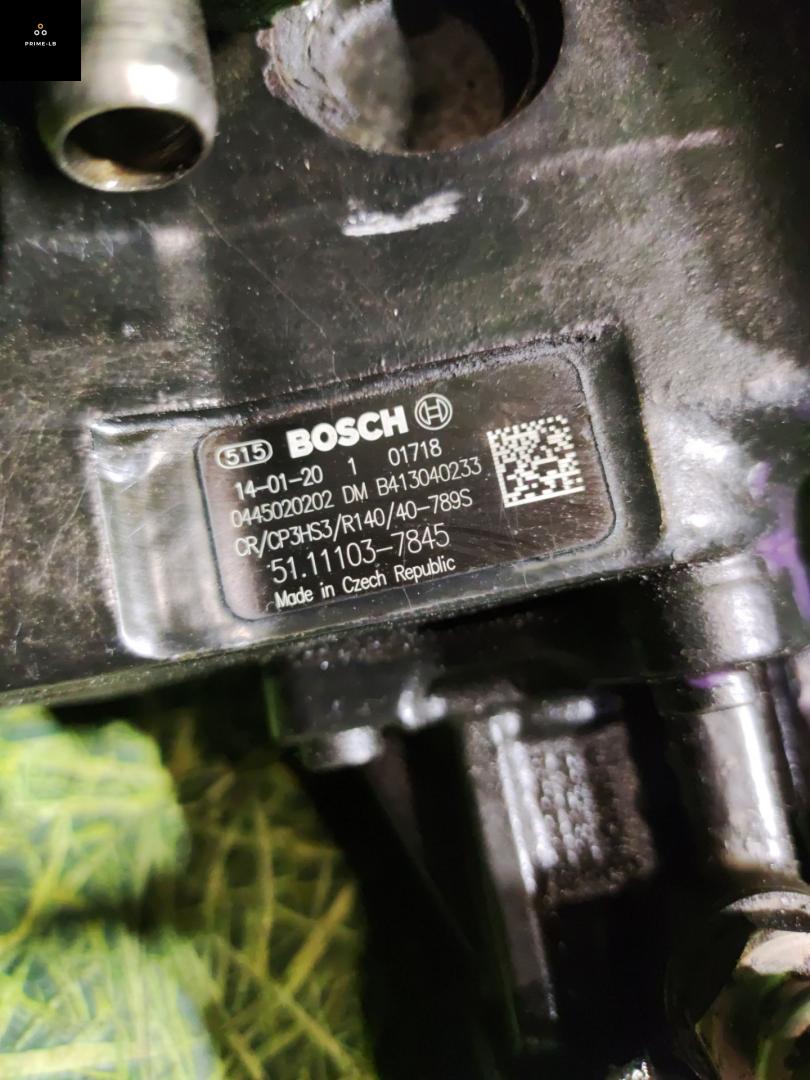 PRIME-LB
515 BOSCH
14-01-20 1 01718
0445020202 DM B413040233
CR/CP3HS3/R140/40-789S
51.11103-7845
Made in Czech Republic